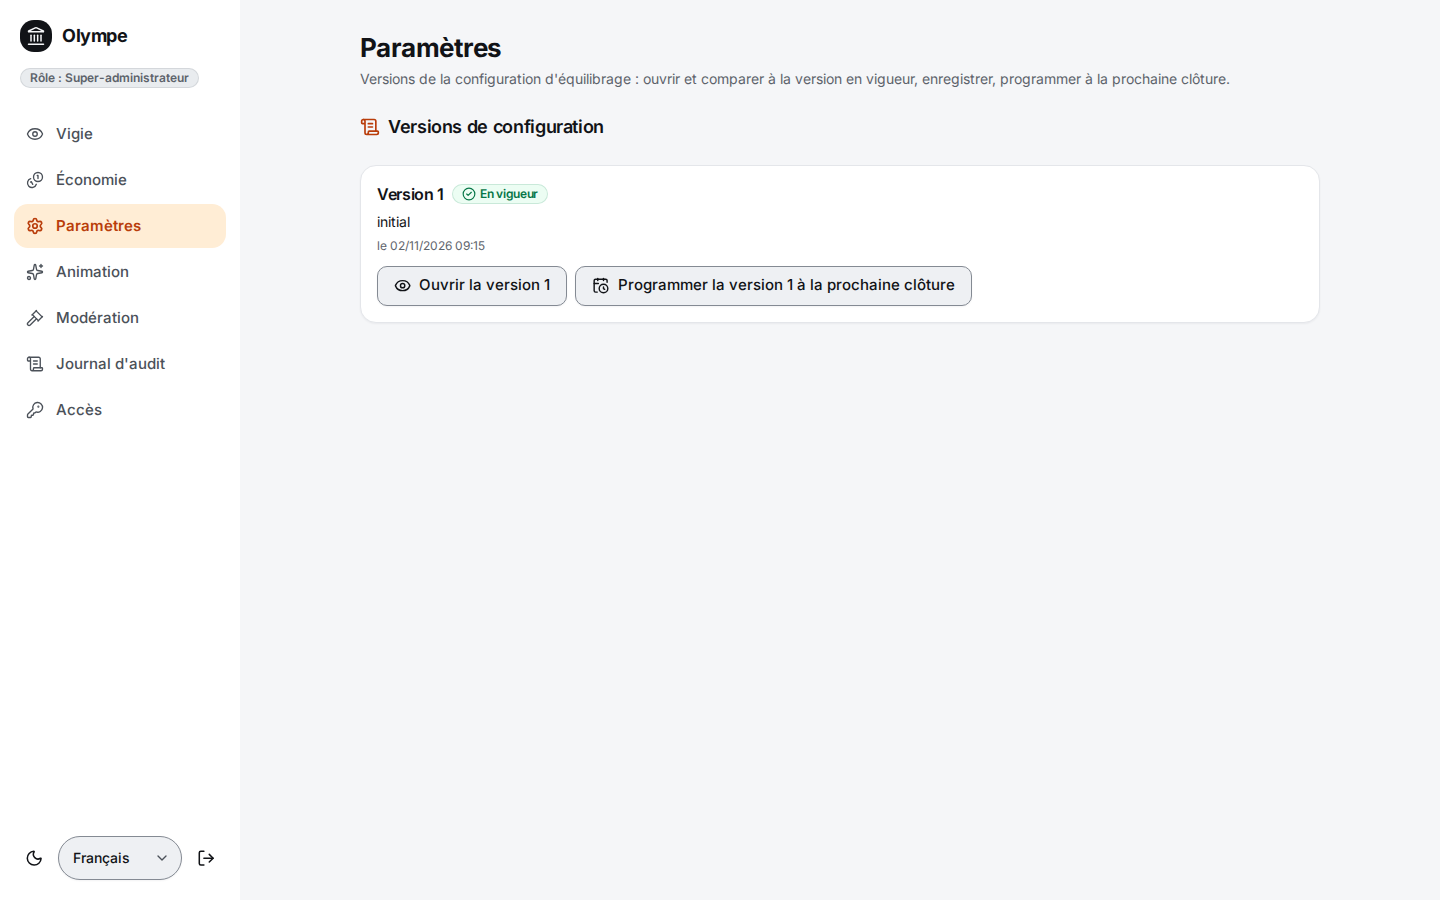 Olympe
Rôle : Super-administrateur
Vigie
Économie
Paramètres
Animation
Modération
Journal d'audit
Accès
Français
Paramètres
Versions de la configuration d'équilibrage : ouvrir et comparer à la version en vigueur, enregistrer, programmer à la prochaine clôture.
Versions de configuration
Version 1 En vigueur
initial
le 02/11/2026 09:15
Ouvrir la version 1 Programmer la version 1 à la prochaine clôture